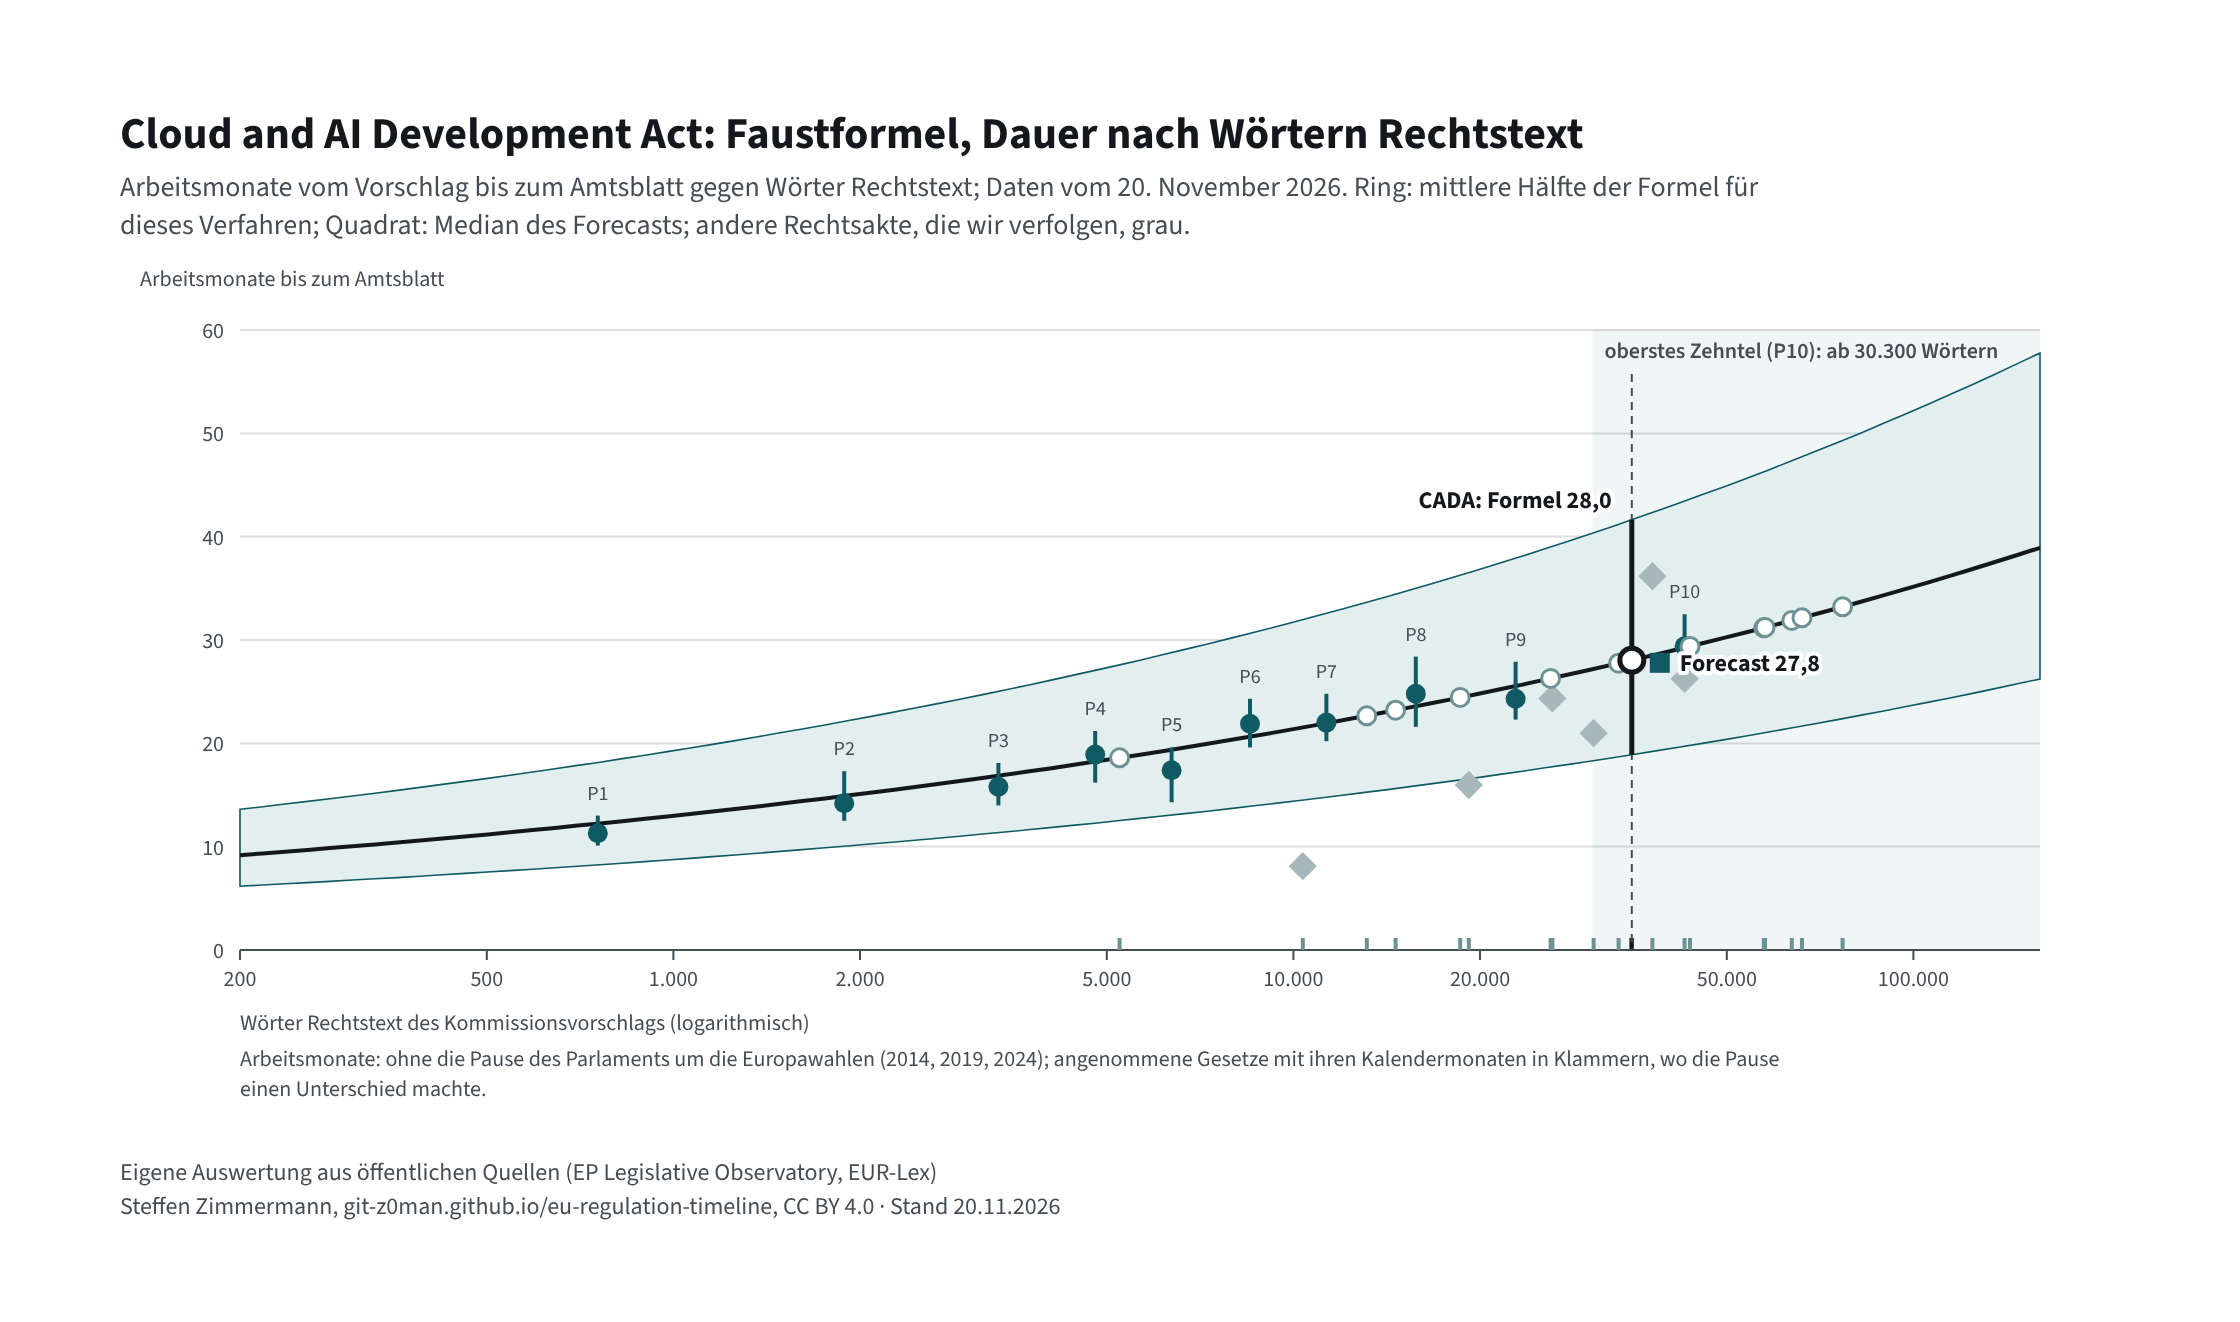 Cloud and AI Development Act: Faustformel, Dauer nach Wörtern Rechtstext
Arbeitsmonate vom Vorschlag bis zum Amtsblatt gegen Wörter Rechtstext; Daten vom 20. November 2026. Ring: mittlere Hälfte der Formel für
dieses Verfahren; Quadrat: Median des Forecasts; andere Rechtsakte, die wir verfolgen, grau.
Arbeitsmonate bis zum Amtsblatt
60
oberstes Zehntel (P10): ab 30.300 Wörtern
50
CADA: Formel 28,0
40
P10
P8
P9
30
Forecast 27,8
P7
P6
P4
P5
P3
P2
20
P1
10
0
200 500 1.000 2.000 5.000 10.000 20.000 50.000 100.000
Wörter Rechtstext des Kommissionsvorschlags (logarithmisch)
Arbeitsmonate: ohne die Pause des Parlaments um die Europawahlen (2014, 2019, 2024); angenommene Gesetze mit ihren Kalendermonaten in Klammern, wo die Pause
einen Unterschied machte.
Eigene Auswertung aus öffentlichen Quellen (EP Legislative Observatory, EUR-Lex)
Steffen Zimmermann, git-z0man.github.io/eu-regulation-timeline, CC BY 4.0 · Stand 20.11.2026